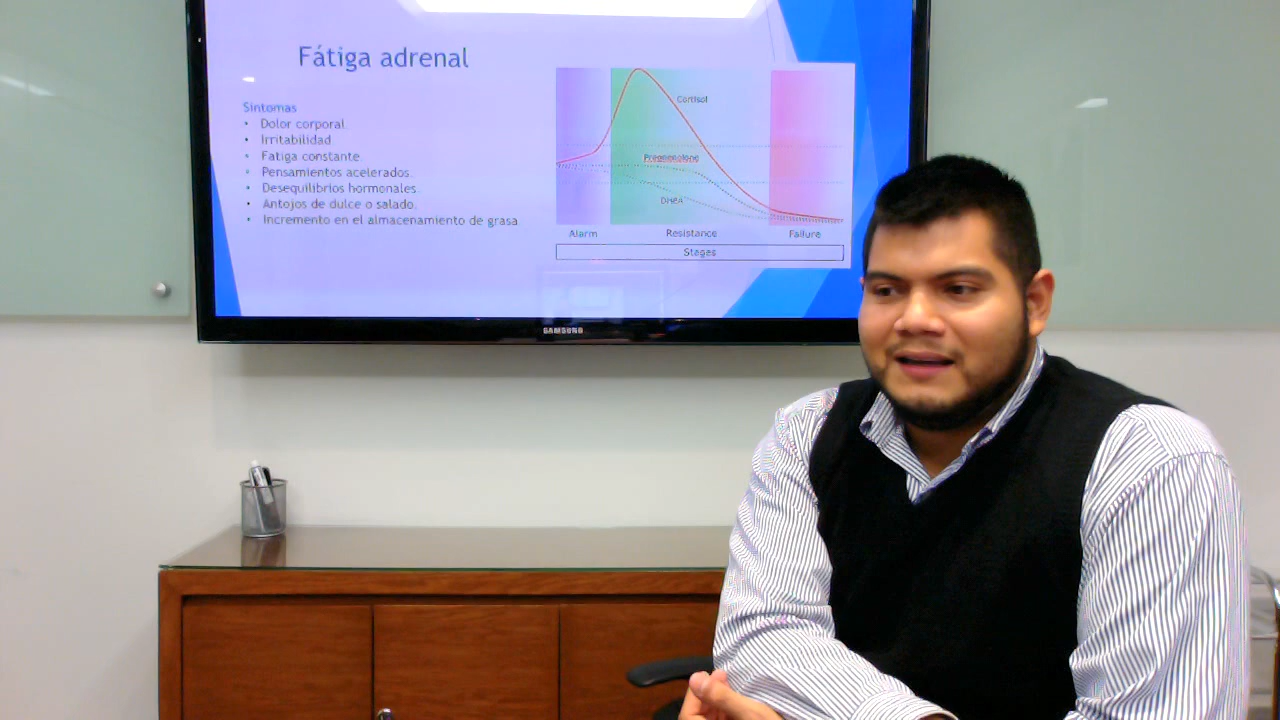 Fátiga adrenal
Síntomas
• Dolor corporal.
• Irritabilidad
• Fatiga constante.
• Pensamientos acelerados.
• Desequilibrios hormonales.
• Antojos de dulce o salado.
• Incremento en el almacenamiento de grasa
Cortisol
Pregnenolone
DHEA
Alarm Resistance Failure
Stages
SAMSUNG